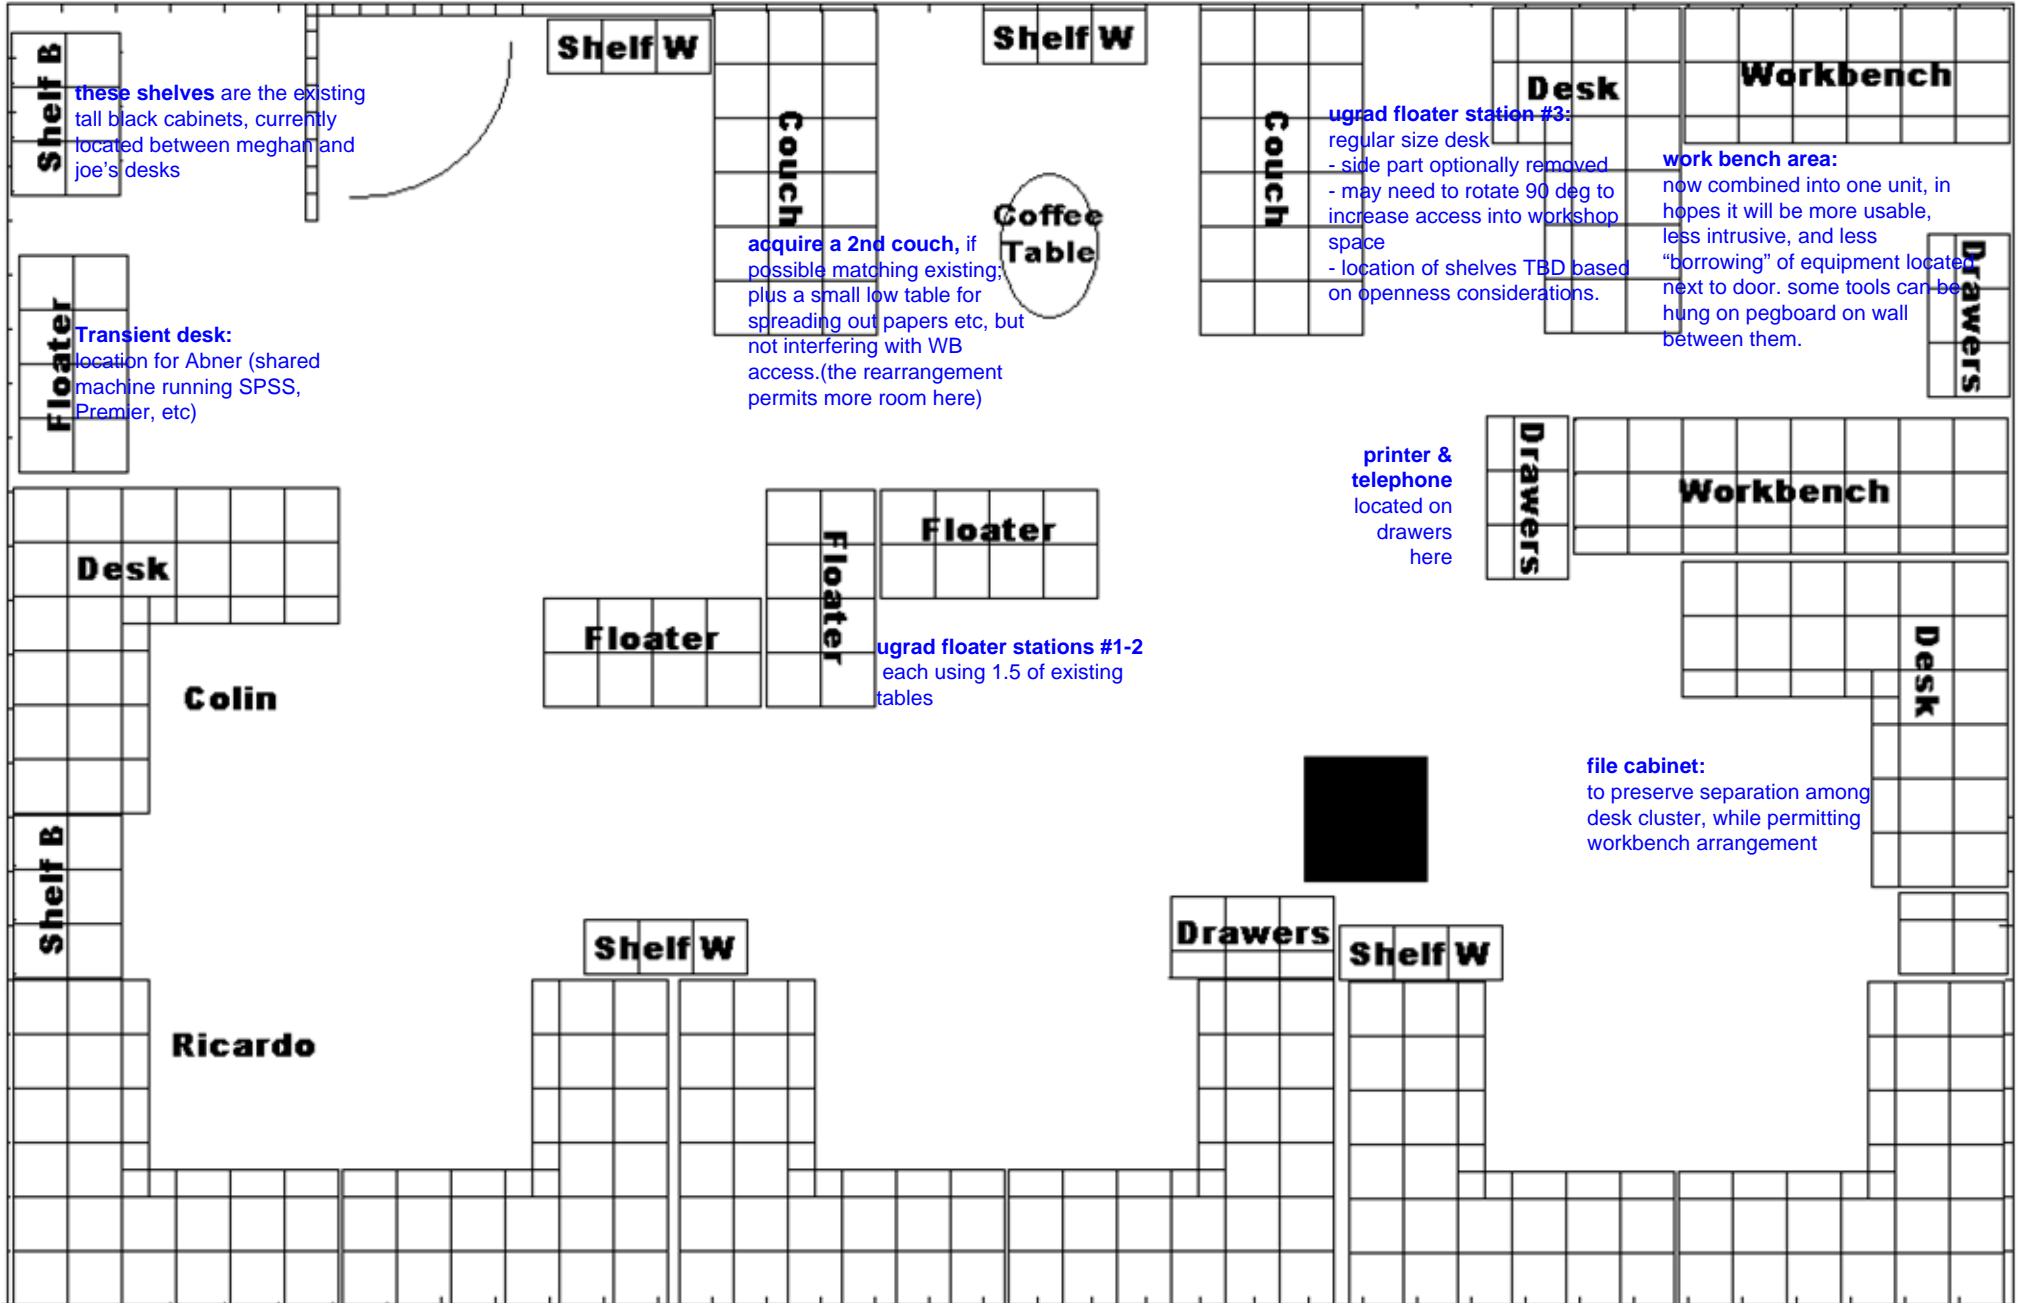 Shelf B
these shelves are the existing
tall black cabinets, currently
located between meghan and
joe's desks
Shelf W
Shelf W
Couch
acquire a 2nd couch, if
possible matching existing;
plus a small low table for
spreading out papers etc, but
not interfering with WB
access.(the rearrangement
permits more room here)
Coffee
Table
Couch
Desk
ugrad floater station #3:
regular size desk
- side part optionally removed
- may need to rotate 90 deg to
increase access into workshop
space
- location of shelves TBD based
on openness considerations.
Workbench
work bench area:
now combined into one unit, in
hopes it will be more usable,
less intrusive, and less
“borrowing” of equipment located
next to door. some tools can be
hung on pegboard on wall
between them.
Drawers
Floater
Transient desk:
location for Abner (shared
machine running SPSS,
Premier, etc)
printer &
telephone
located on
drawers
here
Drawers
Workbench
Desk
Colin
Floater
Floater
Floater
ugrad floater stations #1-2
each using 1.5 of existing
tables
Desk
file cabinet:
to preserve separation among
desk cluster, while permitting
workbench arrangement
Shelf B
Shelf W
Drawers
Shelf W
Ricardo